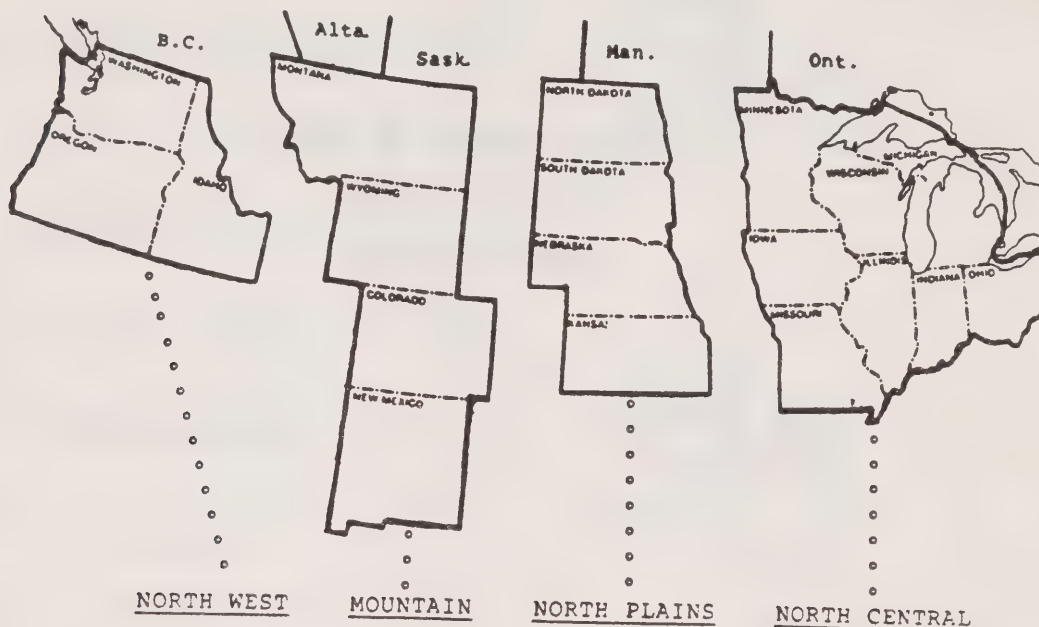 B.C.
Alta.
Sask.
Man.
Ont.
WASHINGTON
OREGON
IDAHO
MONTANA
WYOMING
COLORADO
NEW MEXICO
NORTH DAKOTA
SOUTH DAKOTA
NEBRASKA
KANSAS
MINNESOTA
MICHIGAN
WISCONSIN
IOWA
ILLINOIS
INDIANA
OHIO
MISSOURI
NORTH WEST
MOUNTAIN
NORTH PLAINS
NORTH CENTRAL